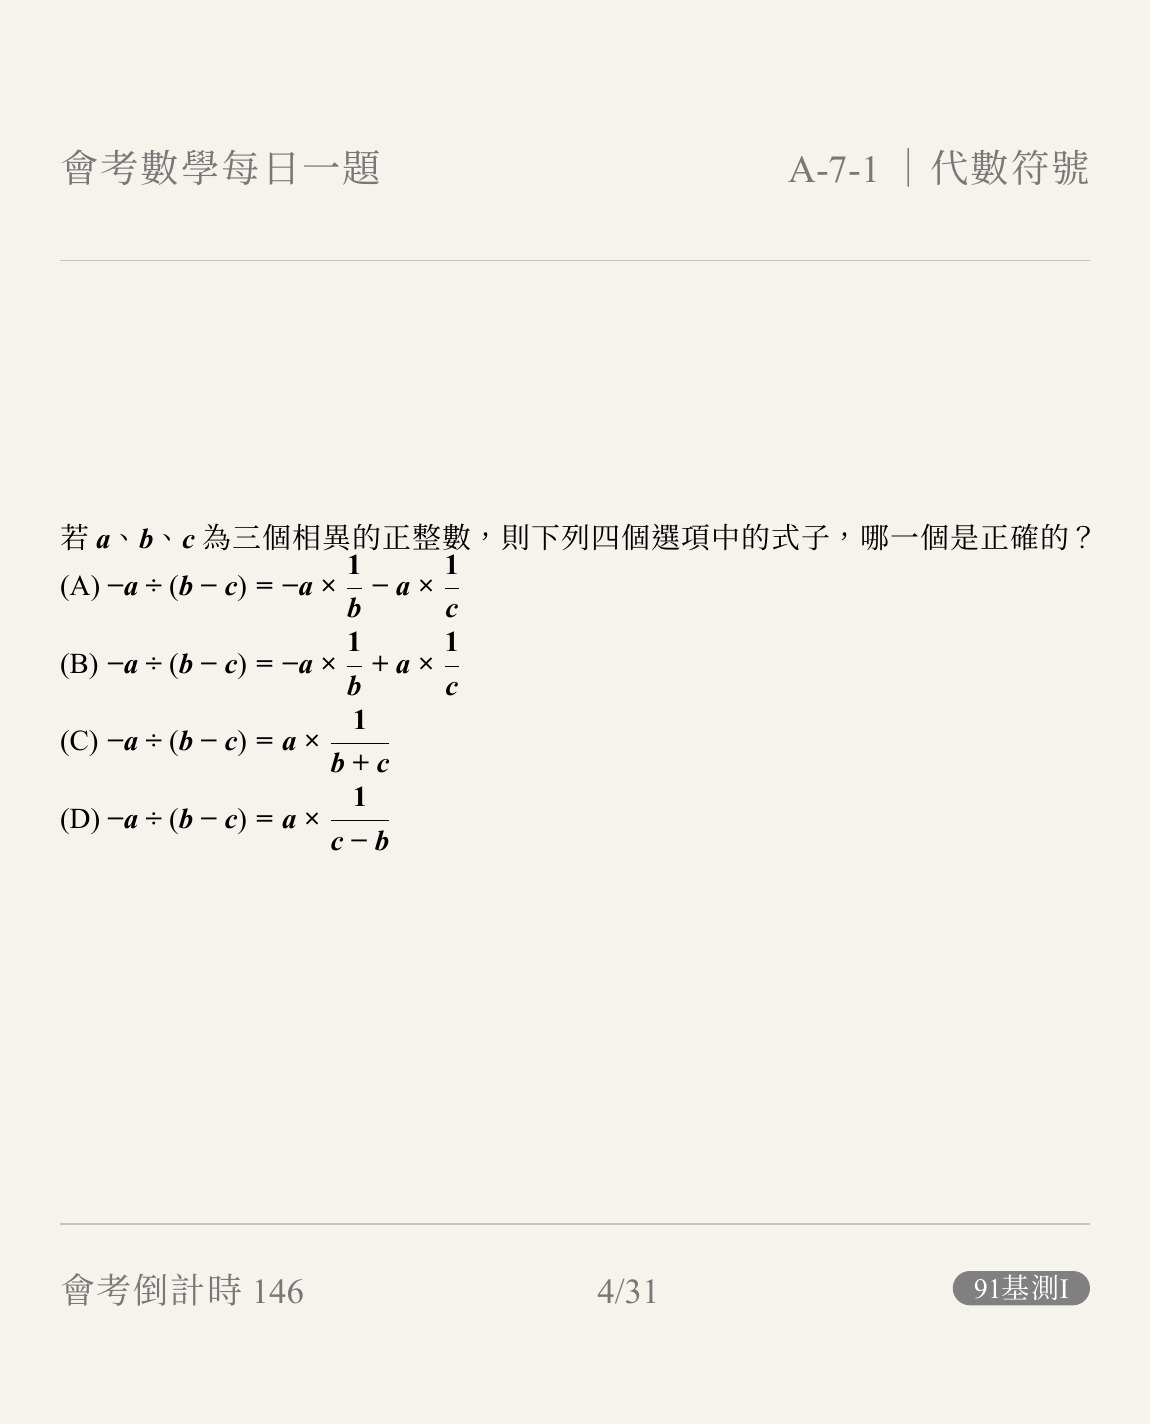 會考數學每日一題
A-7-1｜代數符號
若 a、b、c 為三個相異的正整數，則下列四個選項中的式子，哪一個是正確的？
(A) −a ÷ (b − c) = −a × 1/b − a × 1/c
(B) −a ÷ (b − c) = −a × 1/b + a × 1/c
(C) −a ÷ (b − c) = a × 1/(b + c)
(D) −a ÷ (b − c) = a × 1/(c − b)
會考倒計時 146
4/31
91基測I